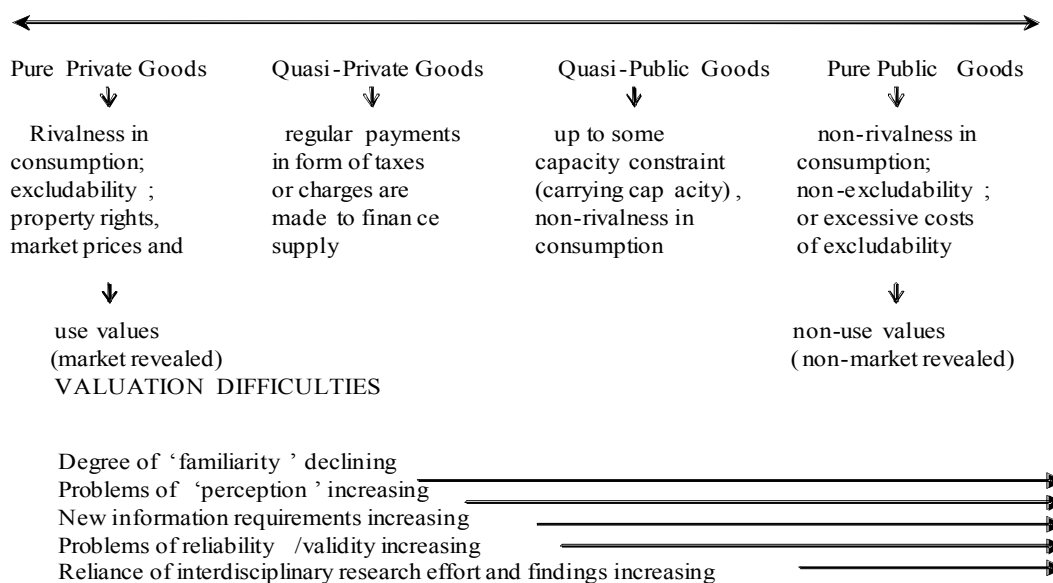 Pure Private Goods Quasi-Private Goods Quasi-Public Goods Pure Public Goods
Rivalness in
consumption;
excludability ;
property rights,
market prices and
regular payments
in form of taxes
or charges are
made to finan ce
supply
up to some
capacity constraint
(carrying cap acity) ,
non-rivalness in
consumption
non-rivalness in
consumption;
non -excludability ;
or excessive costs
of excludability
use values
(market revealed)
non-use values
( non-market revealed)
VALUATION DIFFICULTIES
Degree of ‘familiarity ’ declining
Problems of ‘perception ’ increasing
New information requirements increasing
Problems of reliability /validity increasing
Reliance of interdisciplinary research effort and findings increasing